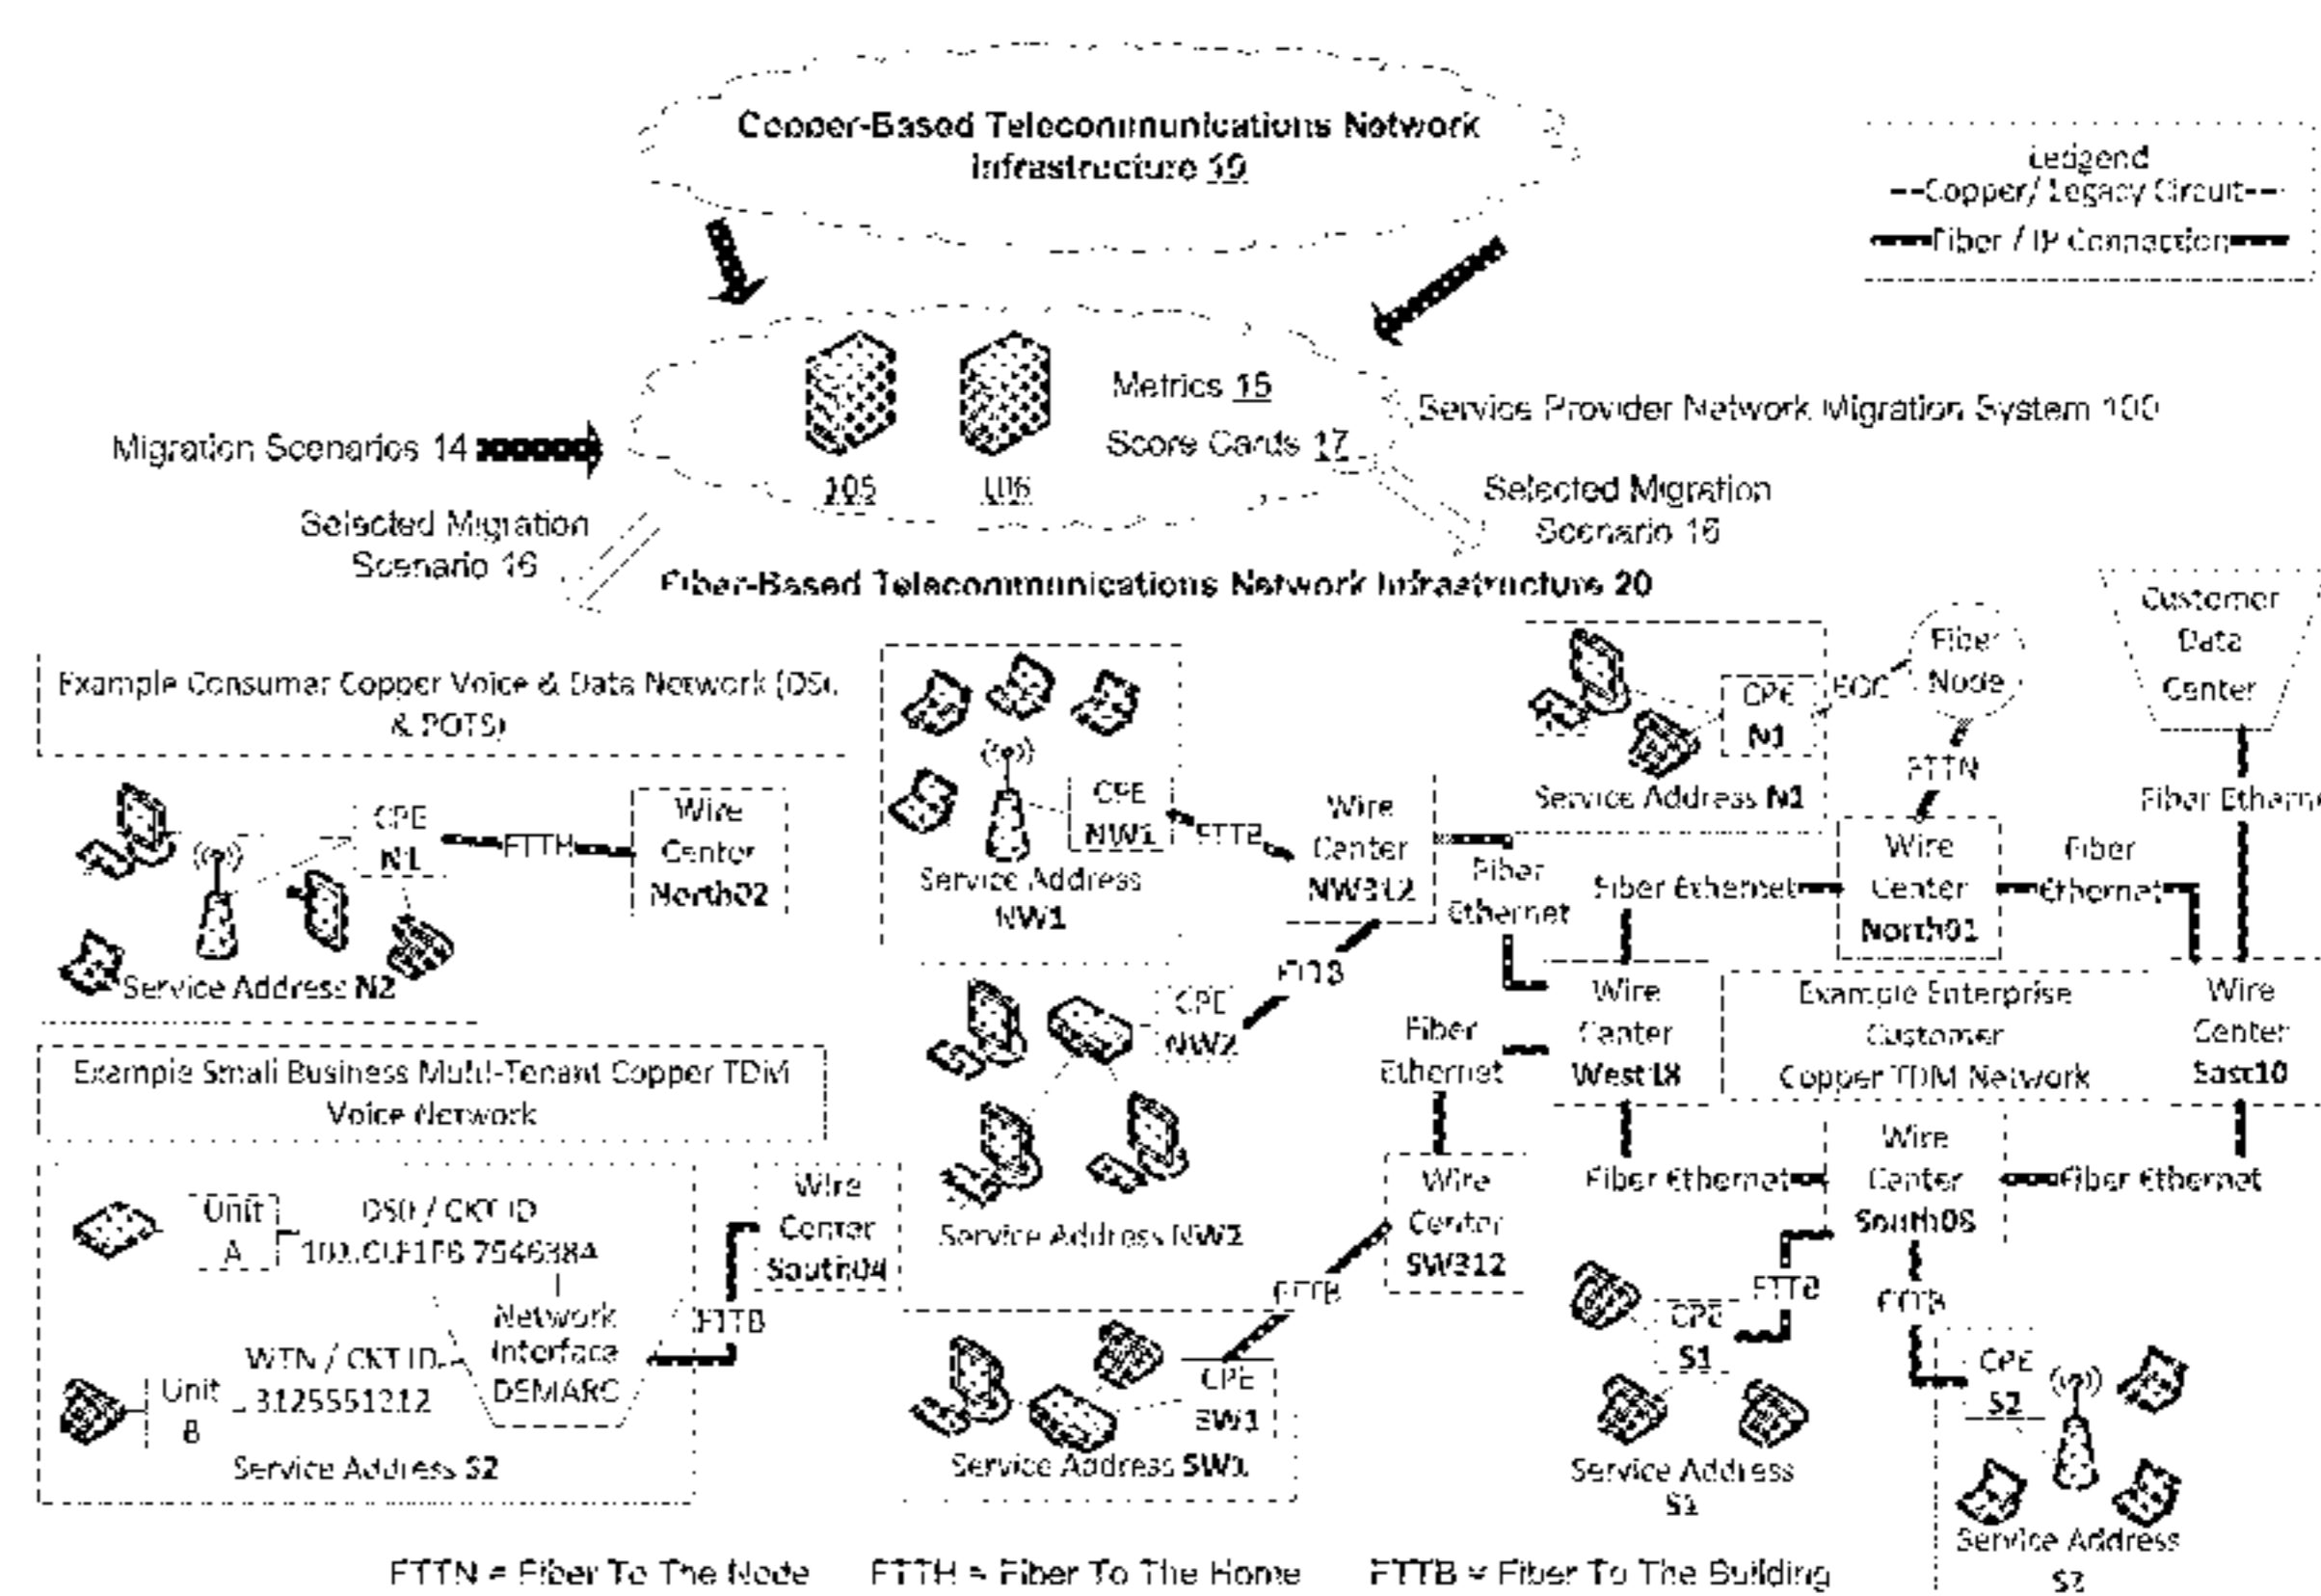 Copper-Based Telecommunications Network
Infrastructure 10
Legend
Copper/ Legacy Circuit
Fiber / IP Connection
Metrics 15
Score Cards 17
105
106
Service Provider Network Migration System 100
Migration Scenarios 14
Selected Migration
Scenario 16
Selected Migration
Scenario 16
Fiber-Based Telecommunications Network Infrastructure 20
Example Consumer Copper Voice & Data Network (DSL
& POTS)
CPE
N1
FTTH
Wire
Center
North02
Service Address N2
Example Small Business Multi-Tenant Copper TDM
Voice Network
Unit
A
DS0 / CKT ID
Network
Interface
DEMARC
WTN / CKT ID
3125551212
Unit
B
Service Address S2
FTTB
Wire
Center
South04
CPE
NW1
FTTB
Service Address
NW1
Wire
Center
NW312
FTTB
CPE
NW2
Service Address NW2
Fiber
Ethernet
Fiber
Ethernet
Wire
Center
SW312
FTTB
CPE
SW1
Service Address SW1
CPE
N1
EOC
Fiber
Node
Service Address N1
FTTN
Customer
Data
Center
Fiber Etherne
Fiber Ethernet
Wire
Center
North01
Fiber
Ethernet
Wire
Center
West18
Example Enterprise
Customer
Copper TDM Network
Wire
Center
East10
Fiber Ethernet
Wire
Center
South08
Fiber Ethernet
FTTB
CPE
S1
Service Address
S1
FTTB
CPE
S2
Service Address
S2
FTTN = Fiber To The Node
FTTH = Fiber To The Home
FTTB = Fiber To The Building